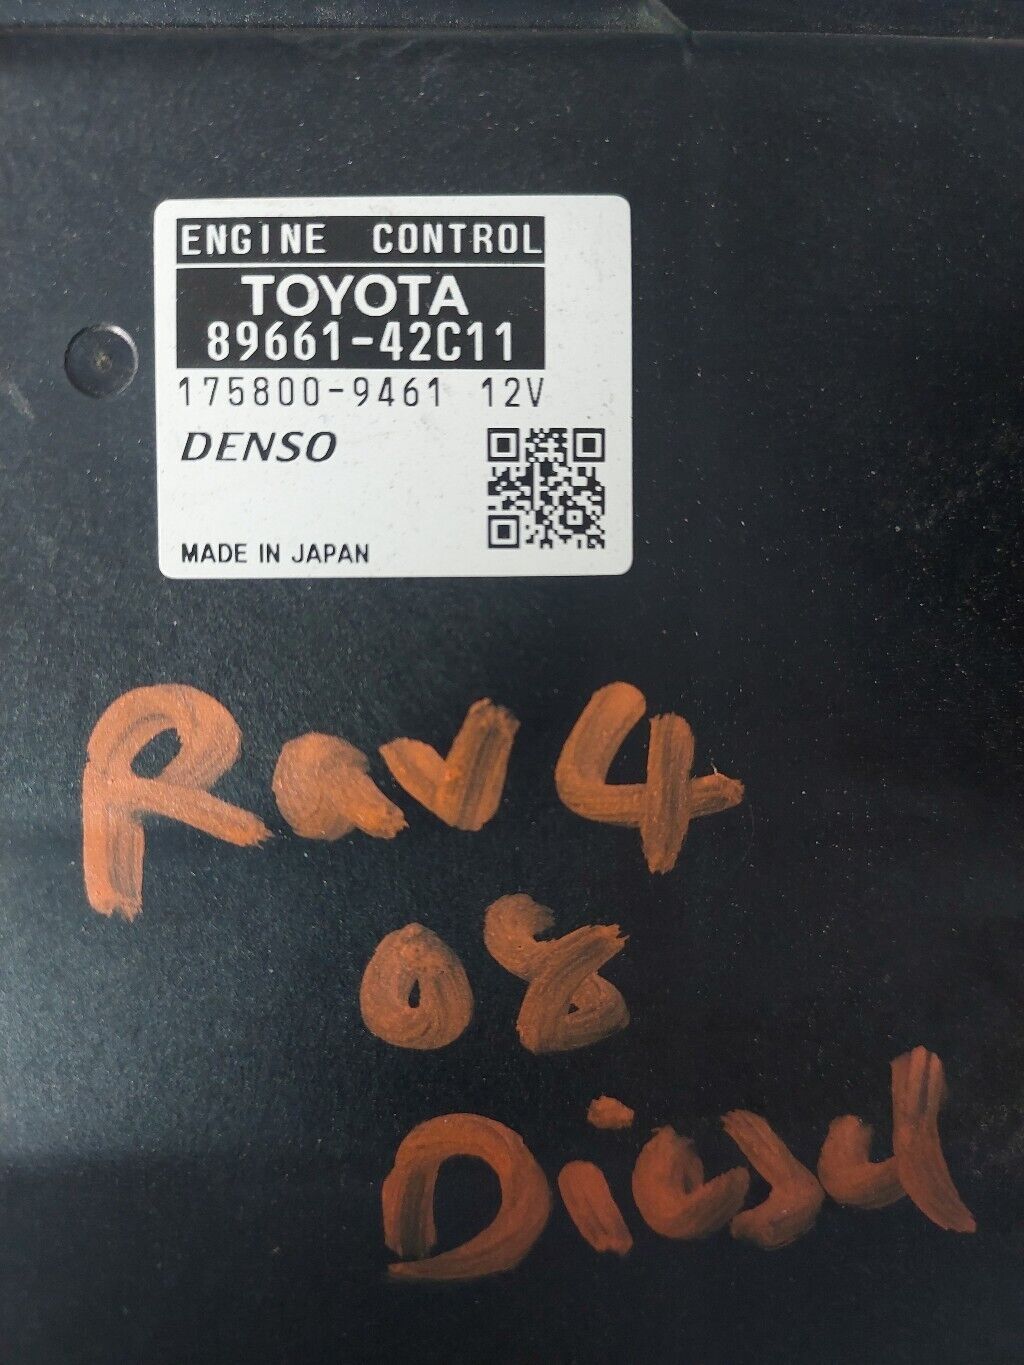 ENGINE CONTROL
TOYOTA
89661-42C11
175800-9461 12V
DENSO
MADE IN JAPAN
Rav4
08
Diesel